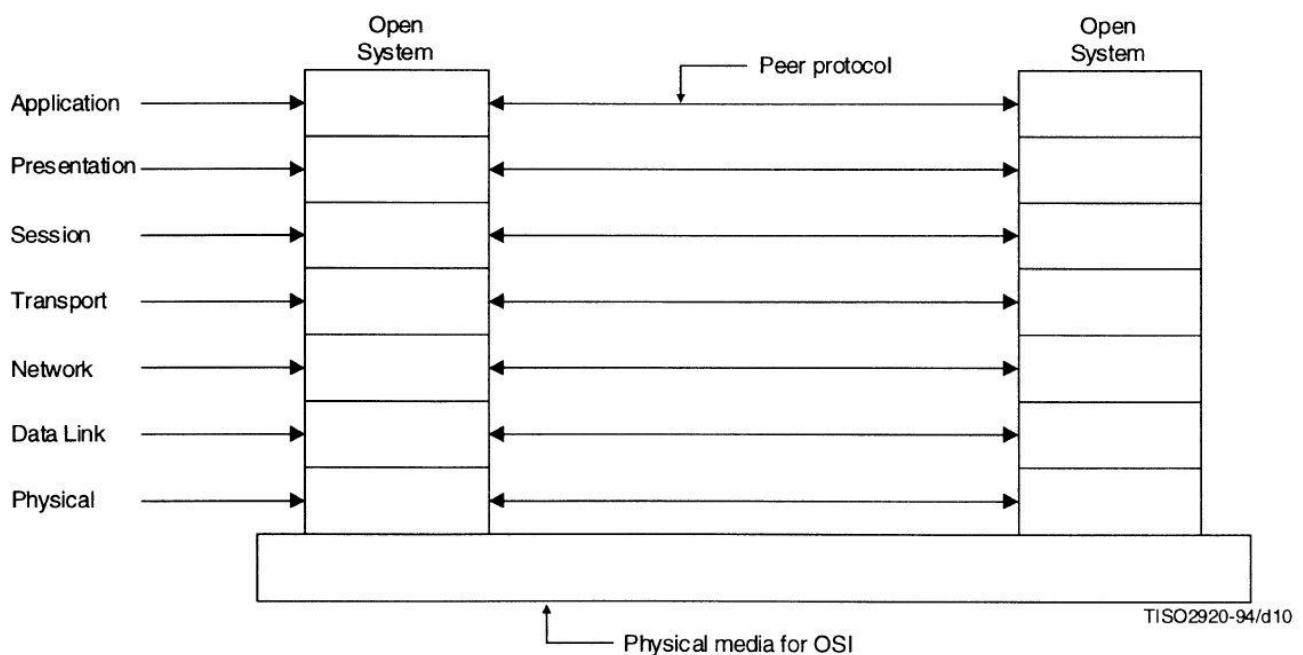 Open
System
Open
System
Peer protocol
Application
Presentation
Session
Transport
Network
Data Link
Physical
TISO2920-94/d10
Physical media for OSI